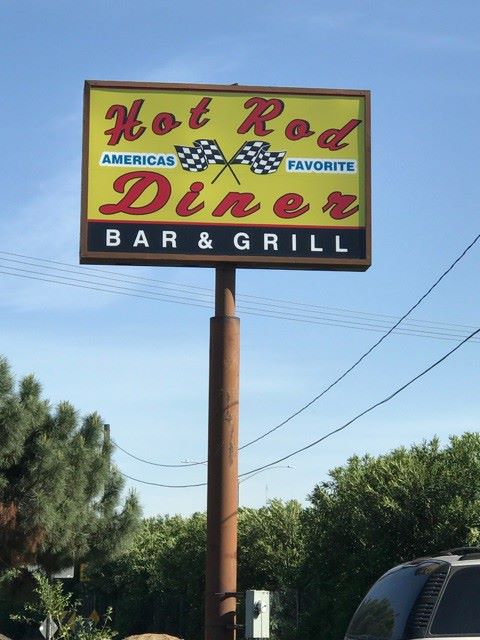 Hot Rod
AMERICAS FAVORITE
Diner
BAR & GRILL